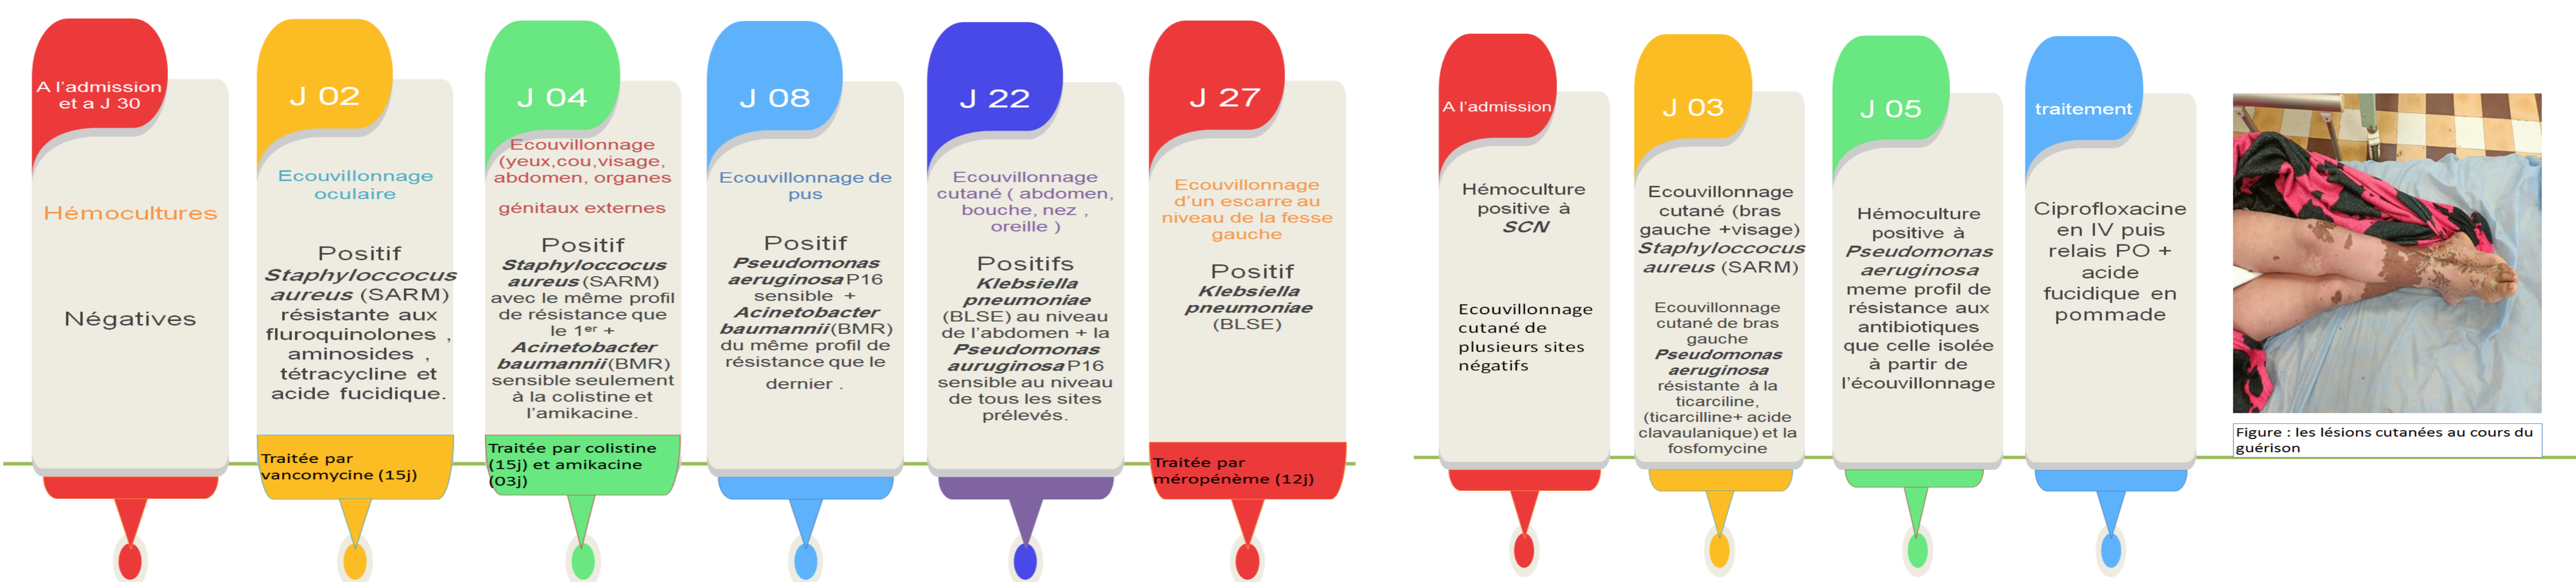 A l'admission
et a J 30
Hémocultures
Négatives
J 02
Ecouvillonnage
oculaire
Positif
Staphyloccocus
aureus (SARM)
résistante aux
fluroquinolones ,
aminosides ,
tétracycline et
acide fucidique.
Traitée par
vancomycine (15j)
J 04
Ecouvillonnage
(yeux,cou,visage,
abdomen, organes
génitaux externes
Positif
Staphyloccocus
aureus (SARM)
avec le même profil
de résistance que
le 1er +
Acinetobacter
baumannii(BMR)
sensible seulement
à la colistine et
l'amikacine.
Traitée par colistine
(15j) et amikacine
(03j)
J 08
Ecouvillonnage de
pus
Positif
Pseudomonas
aeruginosa P16
sensible +
Acinetobacter
baumannii(BMR)
du même profil de
résistance que le
dernier .
J 22
Ecouvillonnage
cutané ( abdomen,
bouche, nez ,
oreille )
Positifs
Klebsiella
pneumoniae
(BLSE) au niveau
de l'abdomen + la
Pseudomonas
auruginosa P16
sensible au niveau
de tous les sites
prélevés.
J 27
Ecouvillonnage
d'un escarre au
niveau de la fesse
gauche
Positif
Klebsiella
pneumoniae
(BLSE)
Traitée par
méropénème (12j)
A l'admission
Hémoculture
positive à
SCN
Ecouvillonnage
cutané de
plusieurs sites
négatifs
J 03
Ecouvillonnage
cutané (bras
gauche +visage)
Staphyloccocus
aureus (SARM)
Ecouvillonnage
cutané de bras
gauche
Pseudomonas
aeruginosa
résistante à la
ticarciline,
(ticarcilline+ acide
clavaulanique) et la
fosfomycine
J 05
Hémoculture
positive à
Pseudomonas
aeruginosa
meme profil de
résistance aux
antibiotiques
que celle isolée
à partir de
l'écouvillonnage
traitement
Ciprofloxacine
en IV puis
relais PO +
acide
fucidique en
pommade
Figure : les lésions cutanées au cours du
guérison